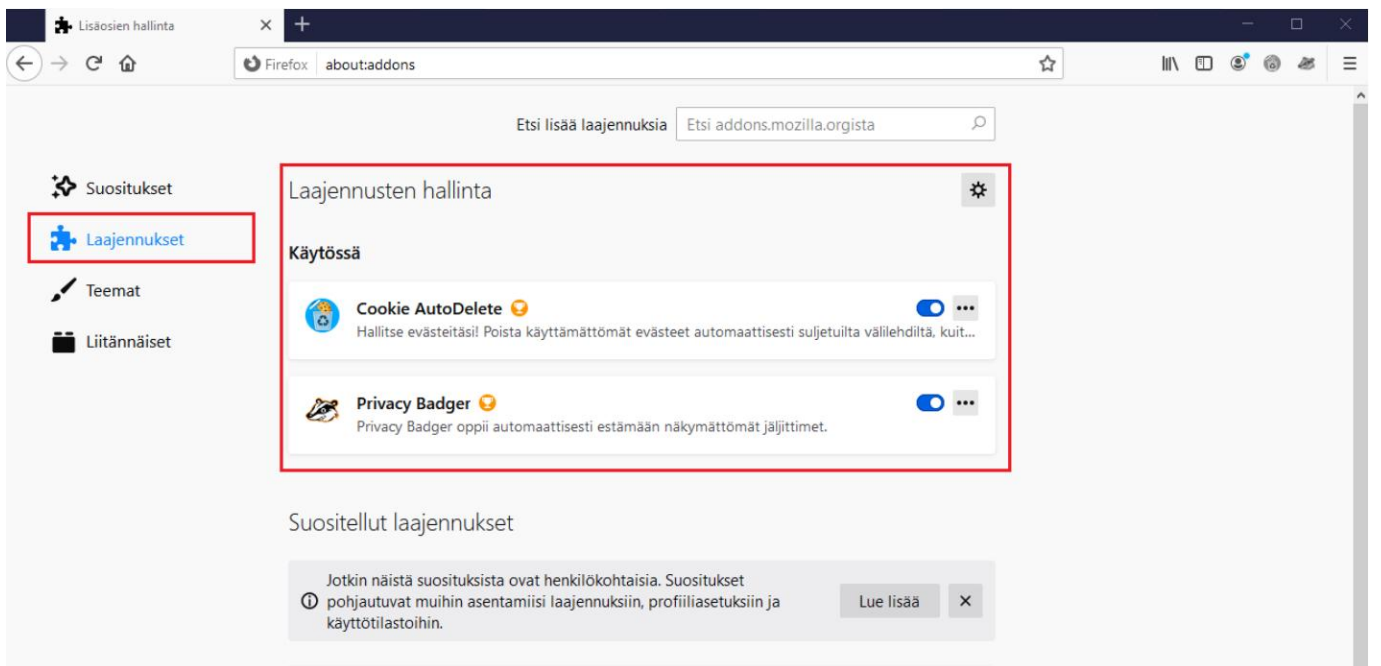 Lisäosien hallinta
Firefox about:addons
Etsi lisää laajennuksia Etsi addons.mozilla.orgista
Suositukset
Laajennukset
Teemat
Liitännäiset
Laajennusten hallinta
Käytössä
Cookie AutoDelete
Hallitse evästeitäsi! Poista käyttämättömät evästeet automaattisesti suljetuilta välilehdiltä, kuit...
Privacy Badger
Privacy Badger oppii automaattisesti estämään näkymättömät jäljittimet.
Suositellut laajennukset
Jotkin näistä suosituksista ovat henkilökohtaisia. Suositukset
pohjautuvat muihin asentamiisi laajennuksiin, profiiliasetuksiin ja
käyttötilastoihin.
Lue lisää